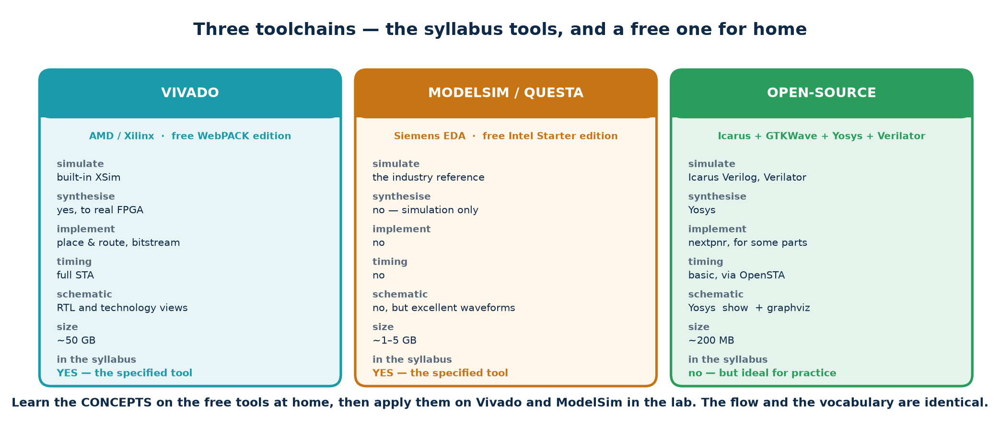 Three toolchains — the syllabus tools, and a free one for home
VIVADO
AMD / Xilinx · free WebPACK edition
simulate
built-in XSim
synthesise
yes, to real FPGA
implement
place & route, bitstream
timing
full STA
schematic
RTL and technology views
size
~50 GB
in the syllabus
YES — the specified tool
MODELSIM / QUESTA
Siemens EDA · free Intel Starter edition
simulate
the industry reference
synthesise
no — simulation only
implement
no
timing
no
schematic
no, but excellent waveforms
size
~1–5 GB
in the syllabus
YES — the specified tool
OPEN-SOURCE
Icarus + GTKWave + Yosys + Verilator
simulate
Icarus Verilog, Verilator
synthesise
Yosys
implement
nextpnr, for some parts
timing
basic, via OpenSTA
schematic
Yosys show + graphviz
size
~200 MB
in the syllabus
no — but ideal for practice
Learn the CONCEPTS on the free tools at home, then apply them on Vivado and ModelSim in the lab. The flow and the vocabulary are identical.